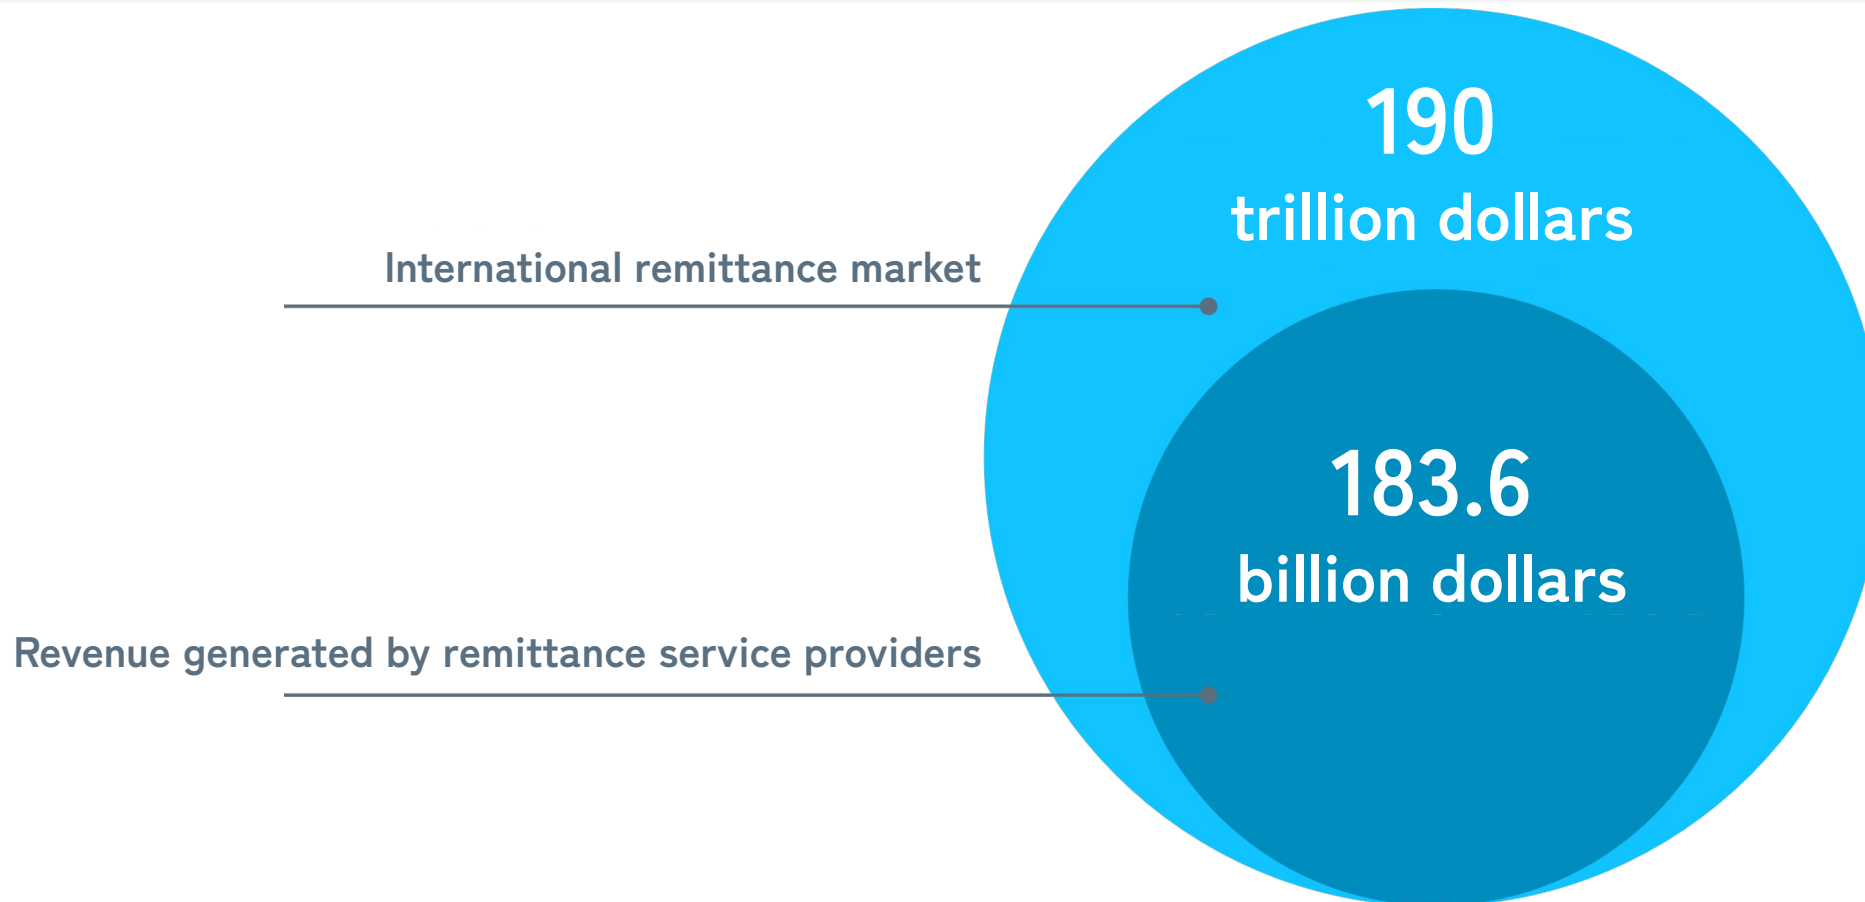 190
trillion dollars
International remittance market
183.6
billion dollars
Revenue generated by remittance service providers